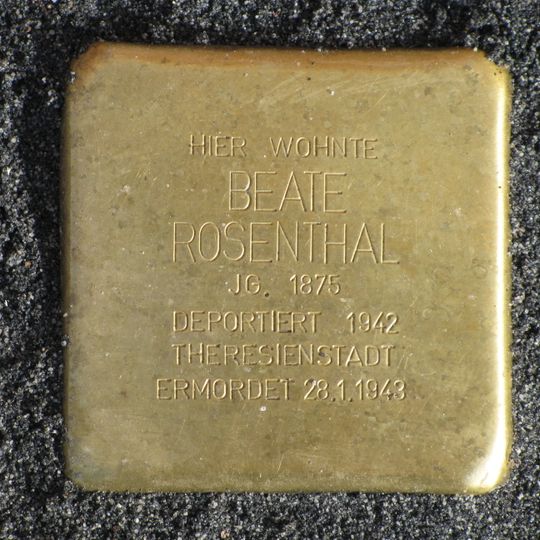 HIER WOHNTE
BEATE
ROSENTHAL
JG. 1875
DEPORTIERT 1942
THERESIENSTADT
ERMORDET 28.1.1943